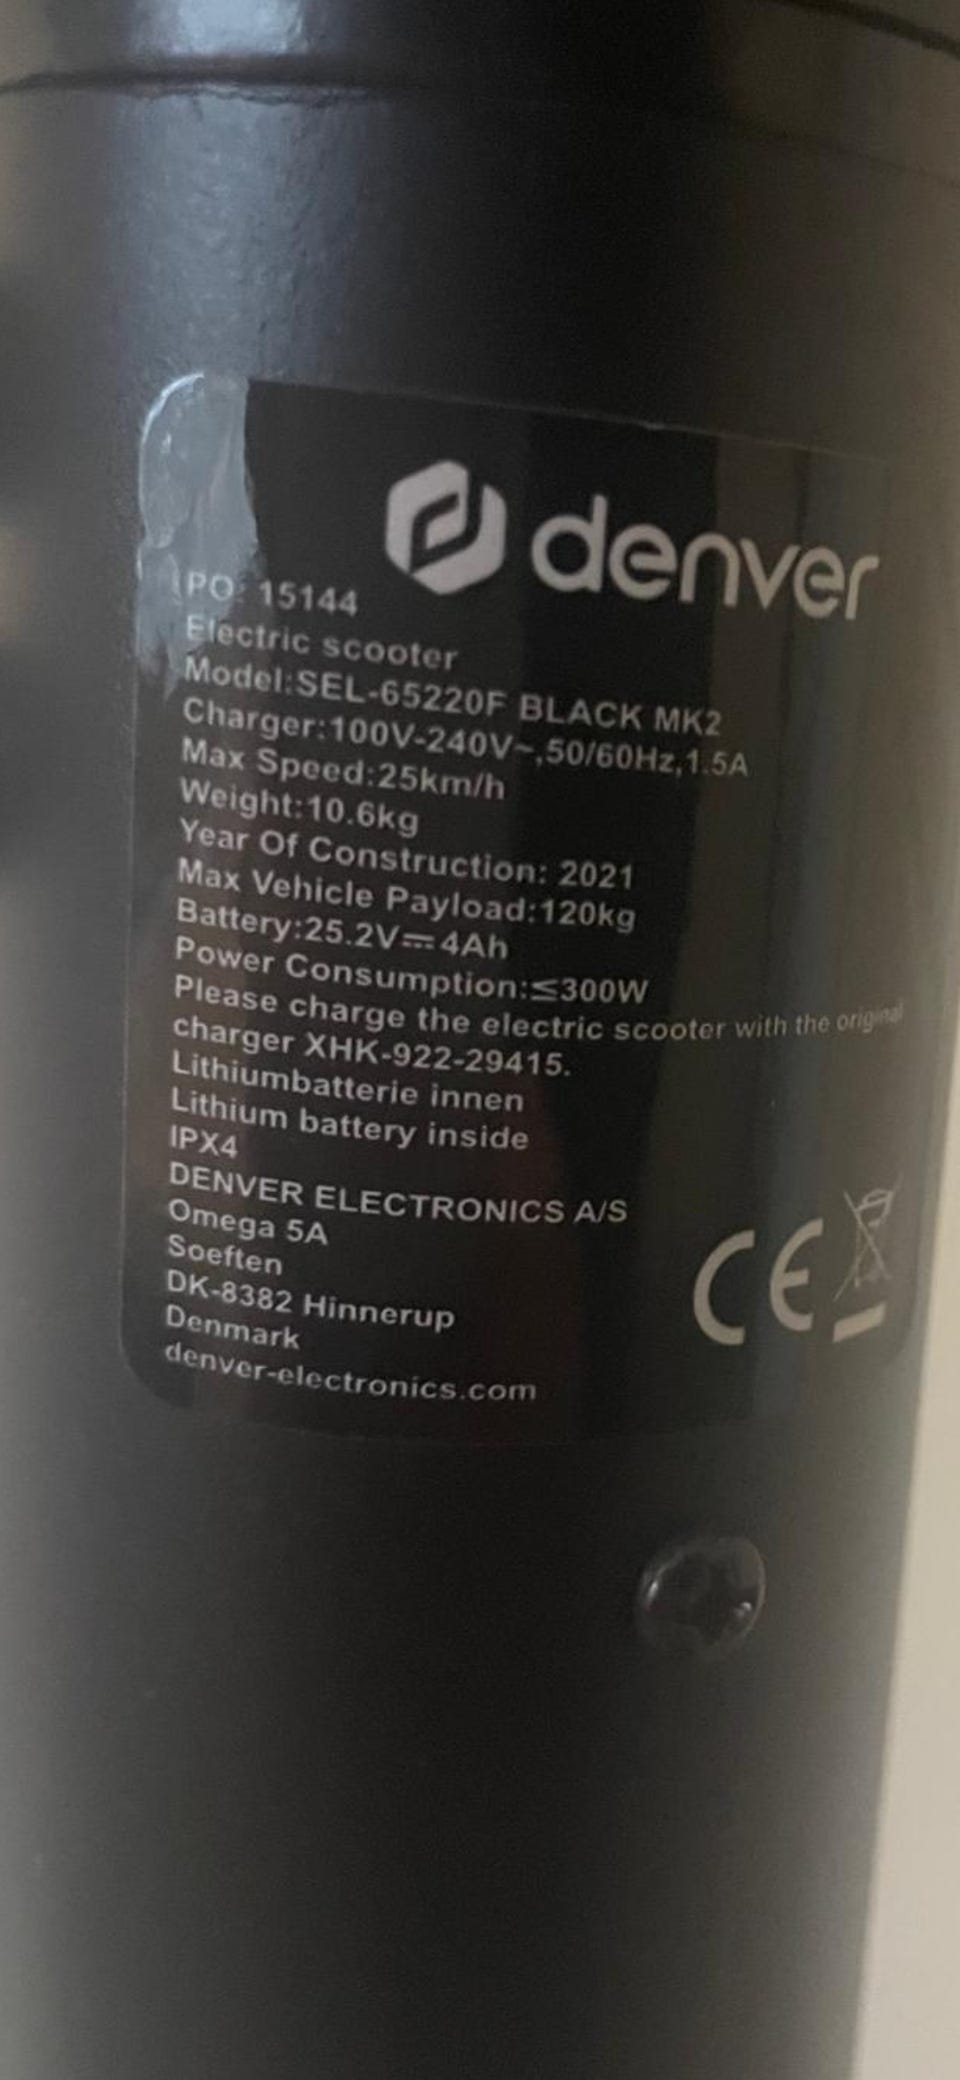 denver
PO: 15144
Electric scooter
Model:SEL-65220F BLACK MK2
Charger:100V-240V~,50/60Hz,1.5A
Max Speed:25km/h
Weight:10.6kg
Year Of Construction: 2021
Max Vehicle Payload:120kg
Battery:25.2V⎓4Ah
Power Consumption:≤300W
Please charge the electric scooter with the original
charger XHK-922-29415.
Lithiumbatterie innen
Lithium battery inside
IPX4
DENVER ELECTRONICS A/S
Omega 5A
Soeften
DK-8382 Hinnerup
Denmark
denver-electronics.com
CE